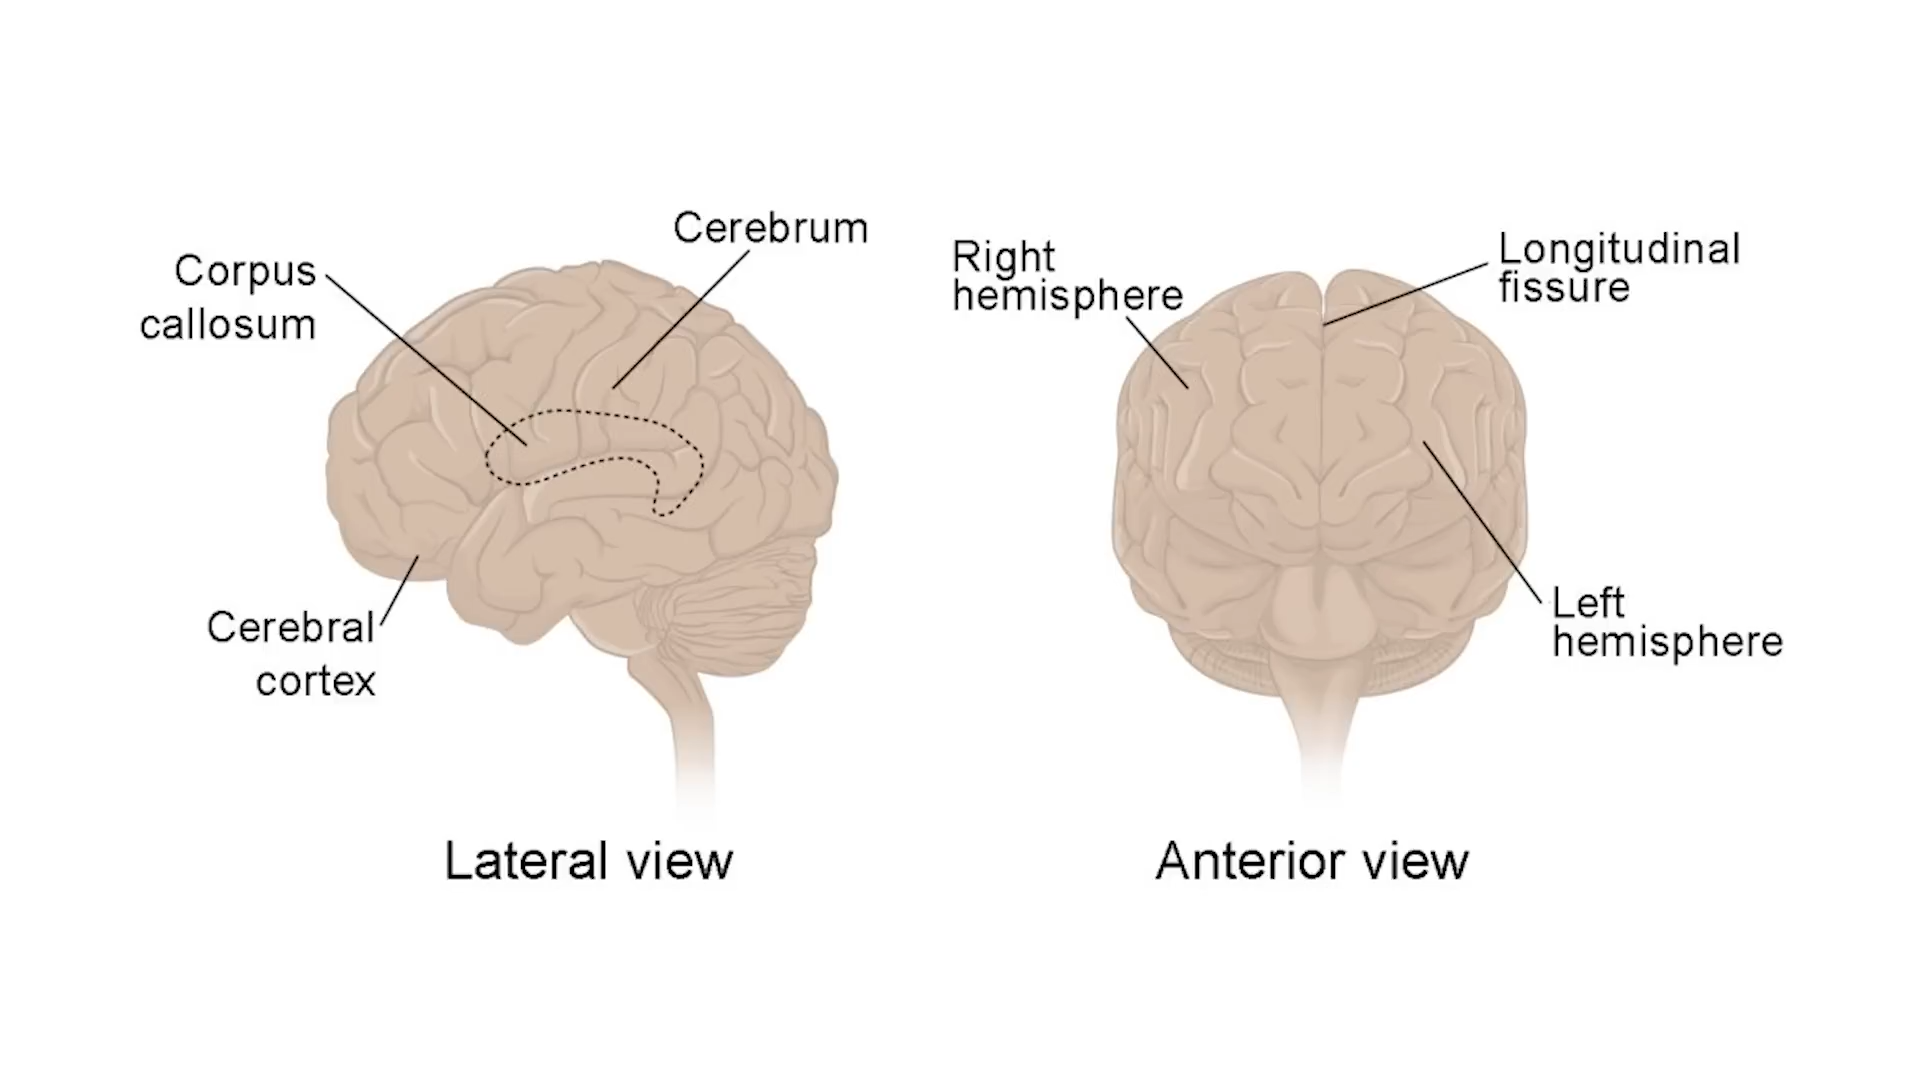 Corpus
callosum
Cerebrum
Cerebral
cortex
Lateral view
Right
hemisphere
Longitudinal
fissure
Left
hemisphere
Anterior view